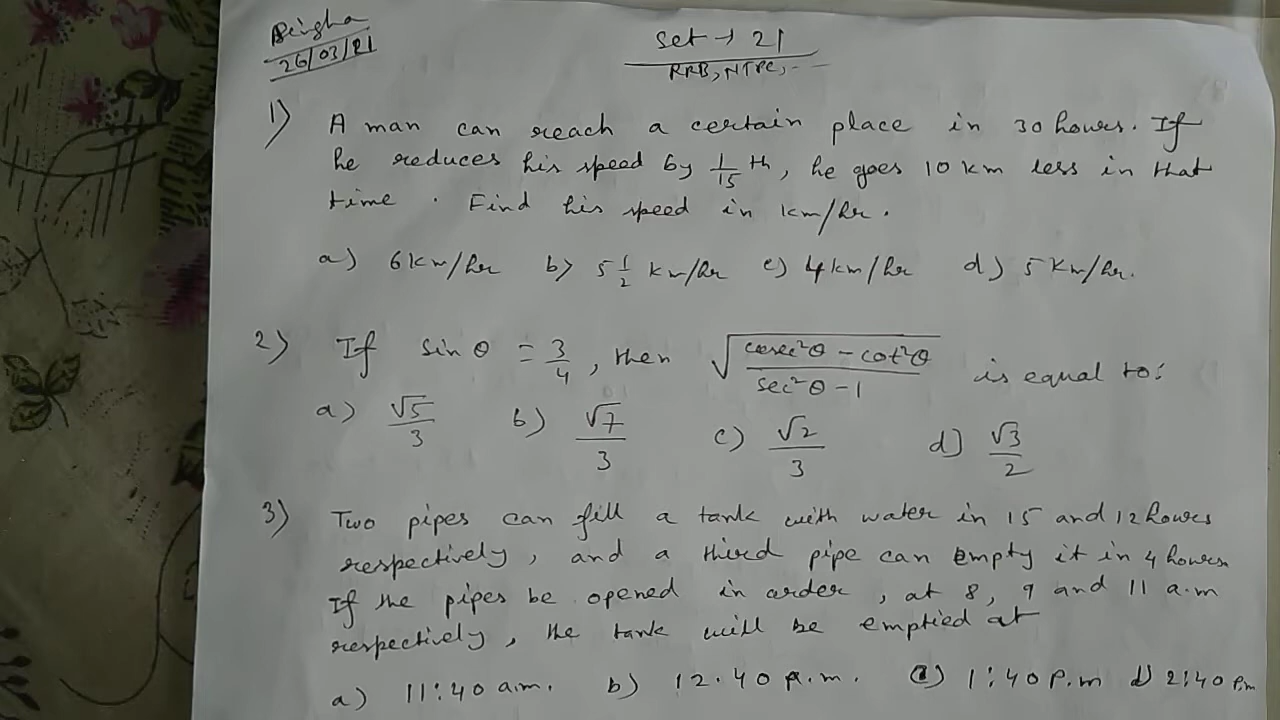 Singha
26/03/21
Set → 21
RRB, NTPC, --
1) A man can reach a certain place in 30 hours. If
he reduces his speed by 1/15 th, he goes 10 km less in that
time. Find his speed in km/hr.
a) 6 km/hr b) 5 1/2 km/hr c) 4 km/hr d) 5 km/hr.
2) If sin θ = 3/4, then √((cosec²θ - cot²θ)/(sec²θ - 1)) is equal to:
a) √5/3 b) √7/3 c) √2/3 d) √3/2
3) Two pipes can fill a tank with water in 15 and 12 hours
respectively, and a third pipe can empty it in 4 hours
If the pipes be opened in order, at 8, 9 and 11 a.m
respectively, the tank will be emptied at
a) 11:40 a.m. b) 12.40 p.m. c) 1:40 P.m d) 2:40 P.m